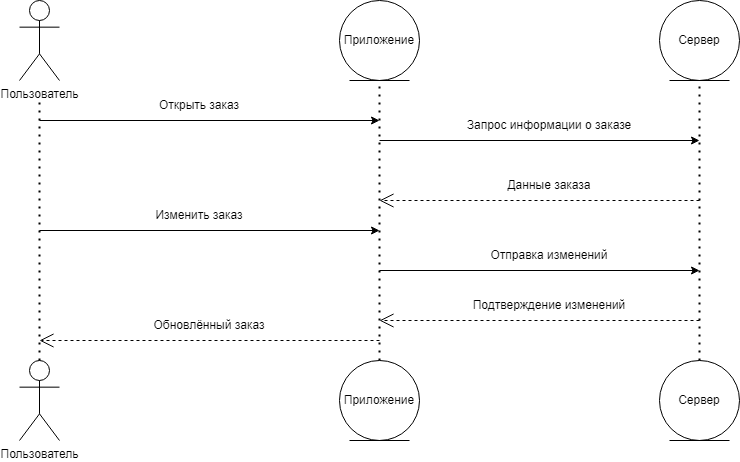 Приложение
Сервер
Пользователь
Открыть заказ
Запрос информации о заказе
Данные заказа
Изменить заказ
Отправка изменений
Подтверждение изменений
Обновлённый заказ
Приложение
Сервер
Пользователь